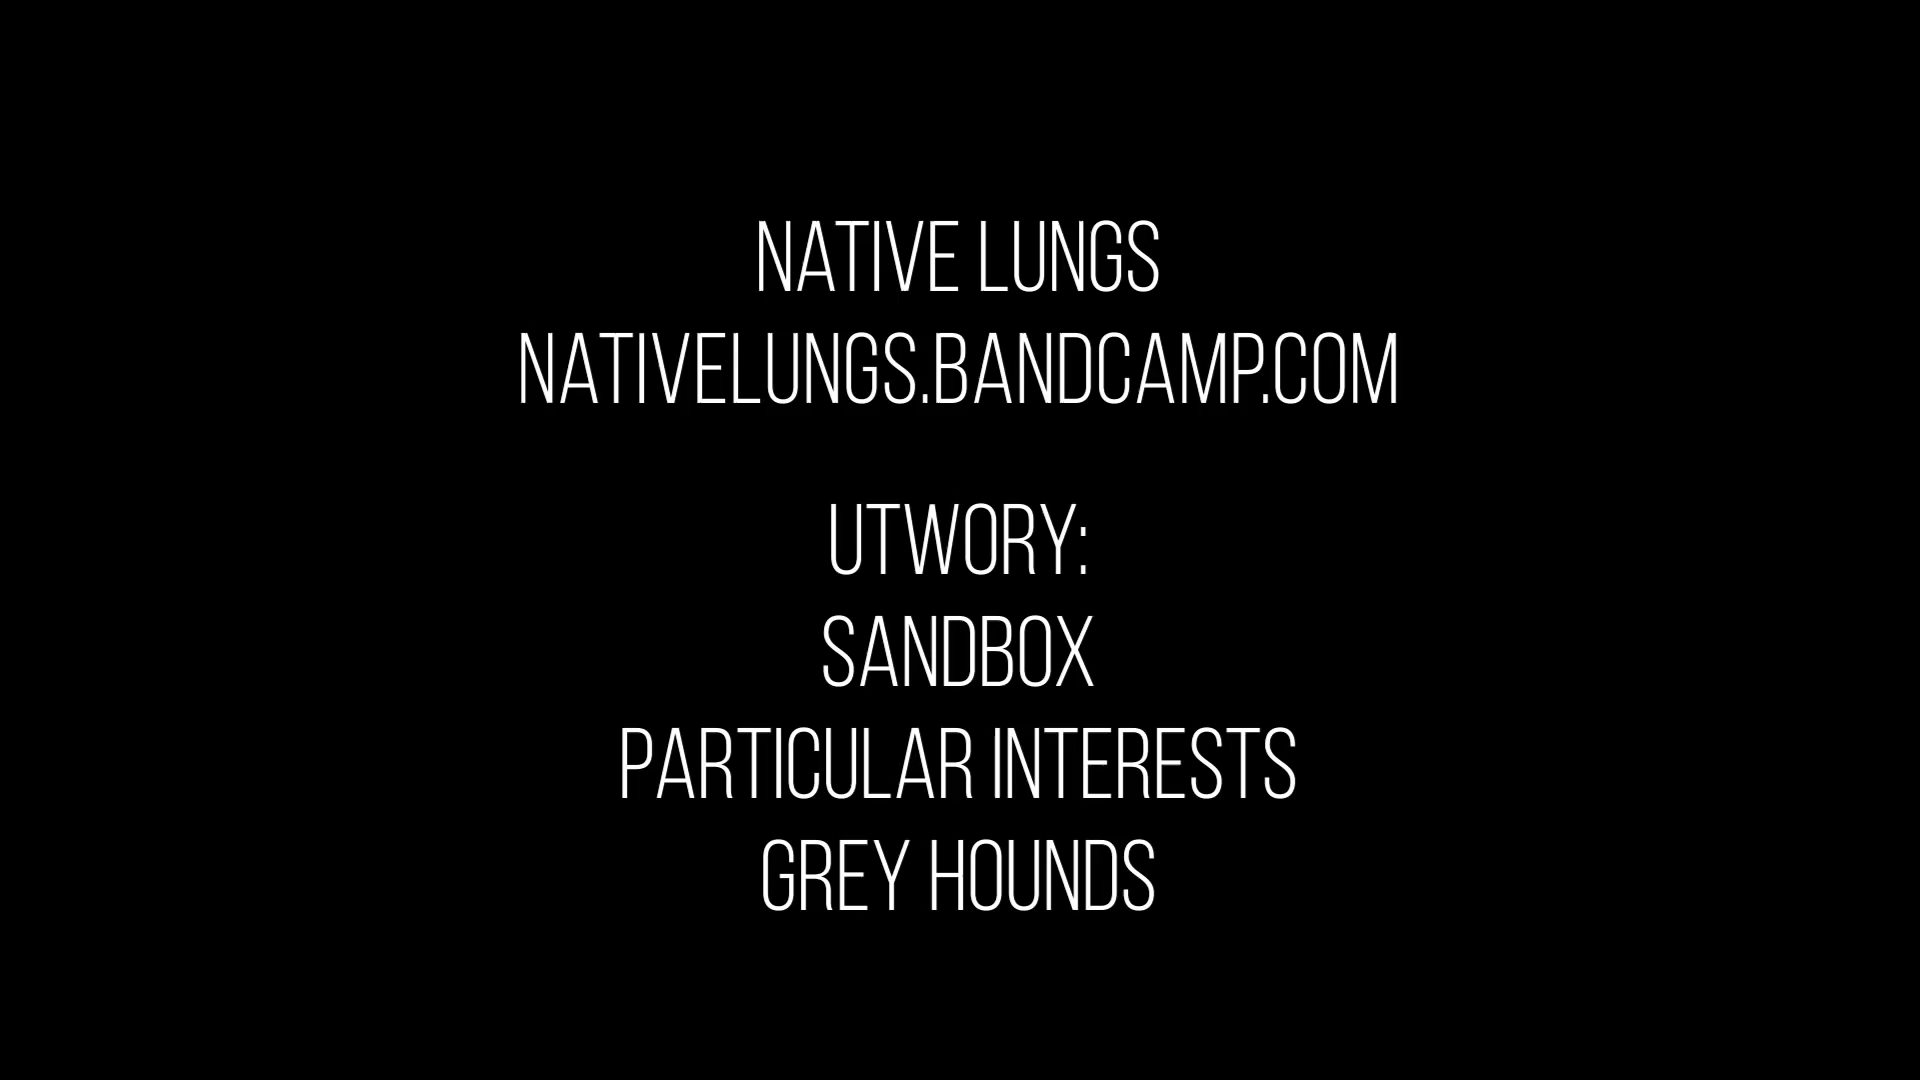 NATIVE LUNGS
NATIVELUNGS.BANDCAMP.COM
UTWORY:
SANDBOX
PARTICULAR INTERESTS
GREY HOUNDS